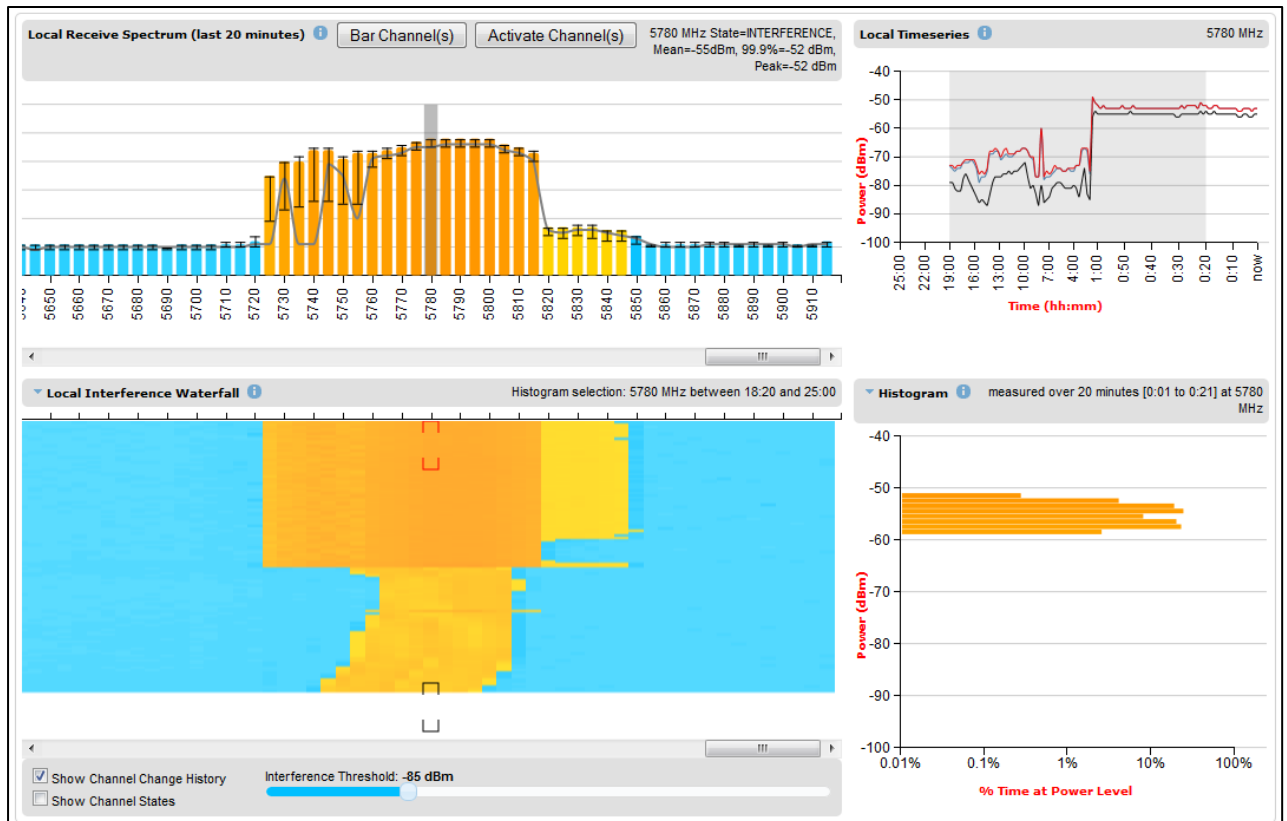 Local Receive Spectrum (last 20 minutes) i Bar Channel(s) Activate Channel(s) 5780 MHz State=INTERFERENCE,
Mean=-55dBm, 99.9%=-52 dBm,
Peak=-52 dBm
5650 5660 5670 5680 5690 5700 5710 5720 5730 5740 5750 5760 5770 5780 5790 5800 5810 5820 5830 5840 5850 5860 5870 5880 5890 5900 5910
Local Timeseries i 5780 MHz
-40
-50
-60
-70
-80
-90
-100
Power (dBm)
25:00 22:00 19:00 16:00 13:00 10:00 7:00 4:00 1:00 0:50 0:40 0:30 0:20 0:10 now
Time (hh:mm)
Local Interference Waterfall i Histogram selection: 5780 MHz between 18:20 and 25:00
Show Channel Change History
Show Channel States
Interference Threshold: -85 dBm
Histogram i measured over 20 minutes [0:01 to 0:21] at 5780
MHz
-40
-50
-60
-70
-80
-90
-100
Power (dBm)
0.01% 0.1% 1% 10% 100%
% Time at Power Level